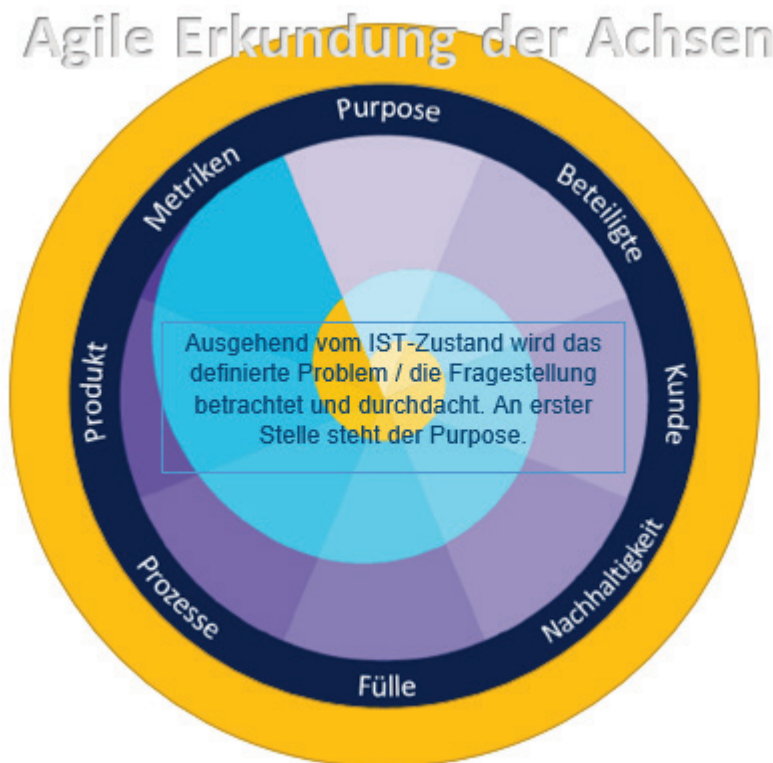 Agile Erkundung der Achsen
Purpose
Beteiligte
Kunde
Nachhaltigkeit
Fülle
Prozesse
Produkt
Metriken
Ausgehend vom IST-Zustand wird das
definierte Problem / die Fragestellung
betrachtet und durchdacht. An erster
Stelle steht der Purpose.